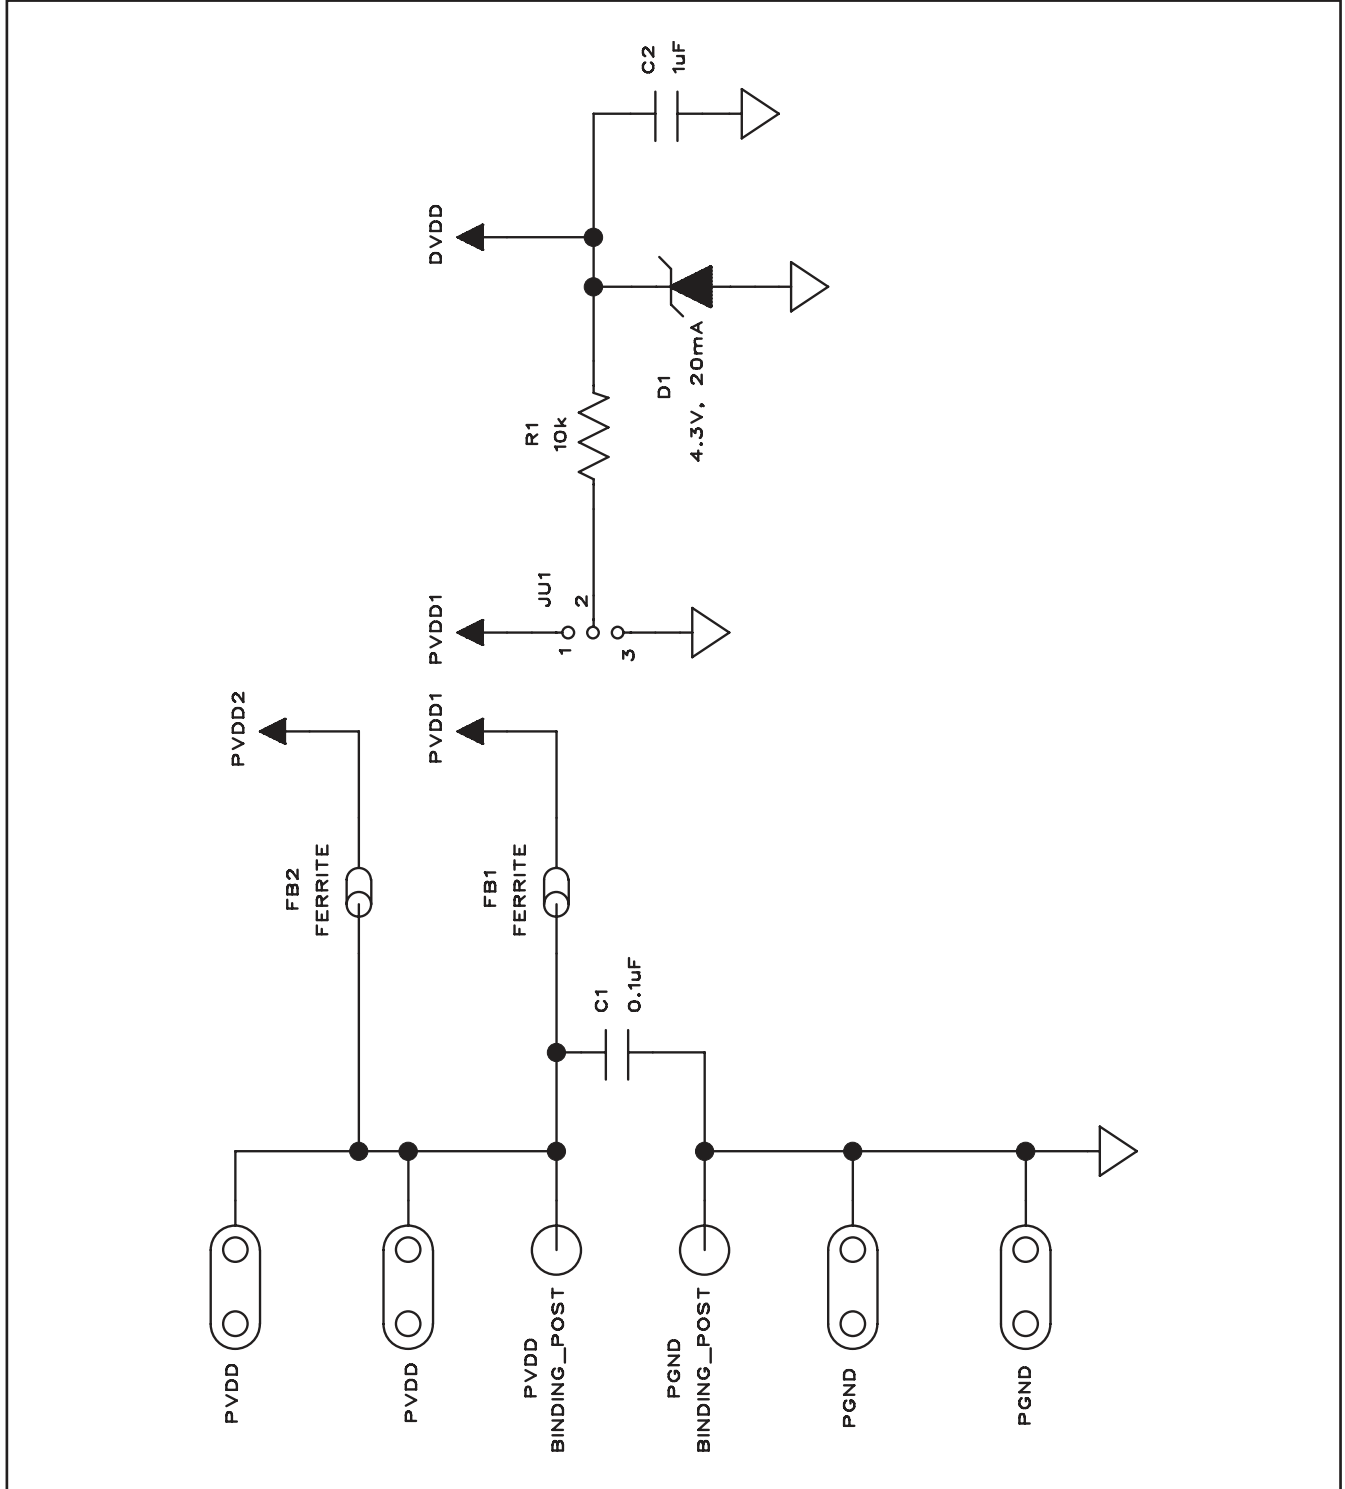 PVDD
PVDD
PVDD
BINDING_POST
PGND
BINDING_POST
PGND
PGND
C1
0.1uF
FB2
FERRITE
FB1
FERRITE
PVDD2
PVDD1
PVDD1
JU1
1
2
3
R1
10k
D1
4.3V, 20mA
DVDD
C2
1uF